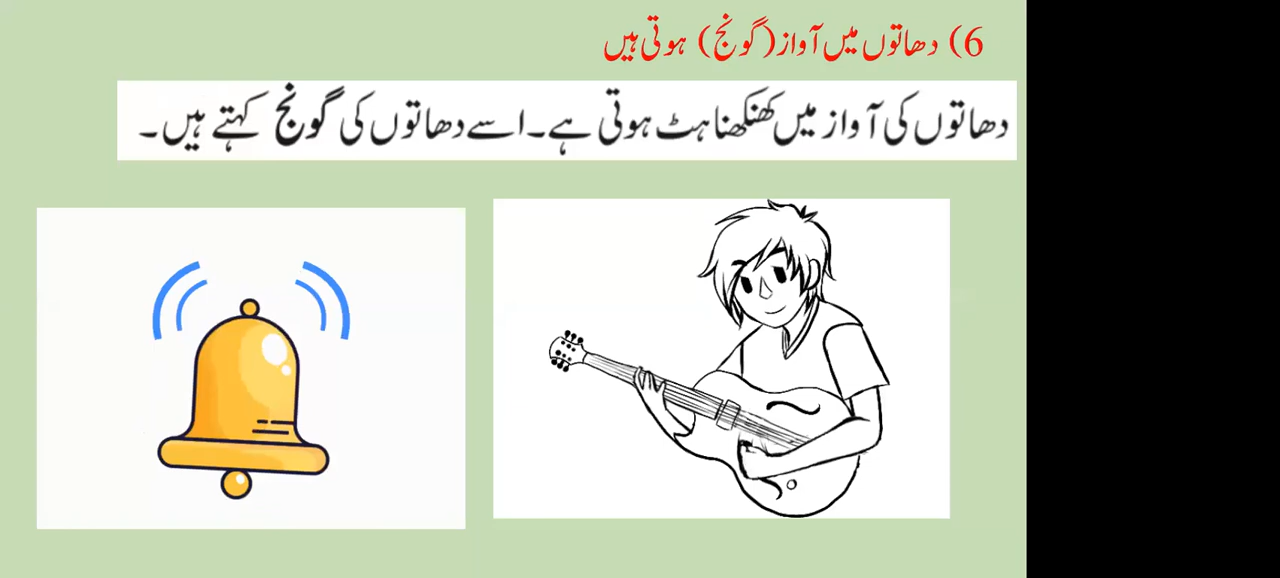 6) دھاتوں میں آواز (گونج) ہوتی ہیں
دھاتوں کی آواز میں کھنکھناہٹ ہوتی ہے۔ اسے دھاتوں کی گونج کہتے ہیں۔